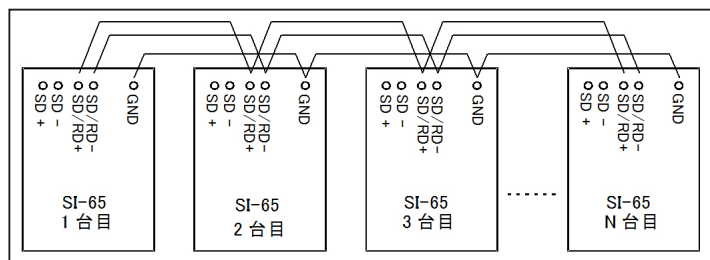 SD+
SD-
SD/RD+
SD/RD-
GND
SI-65
1台目
SD+
SD-
SD/RD+
SD/RD-
GND
SI-65
2台目
SD+
SD-
SD/RD+
SD/RD-
GND
SI-65
3台目
……
SD+
SD-
SD/RD+
SD/RD-
GND
SI-65
N台目